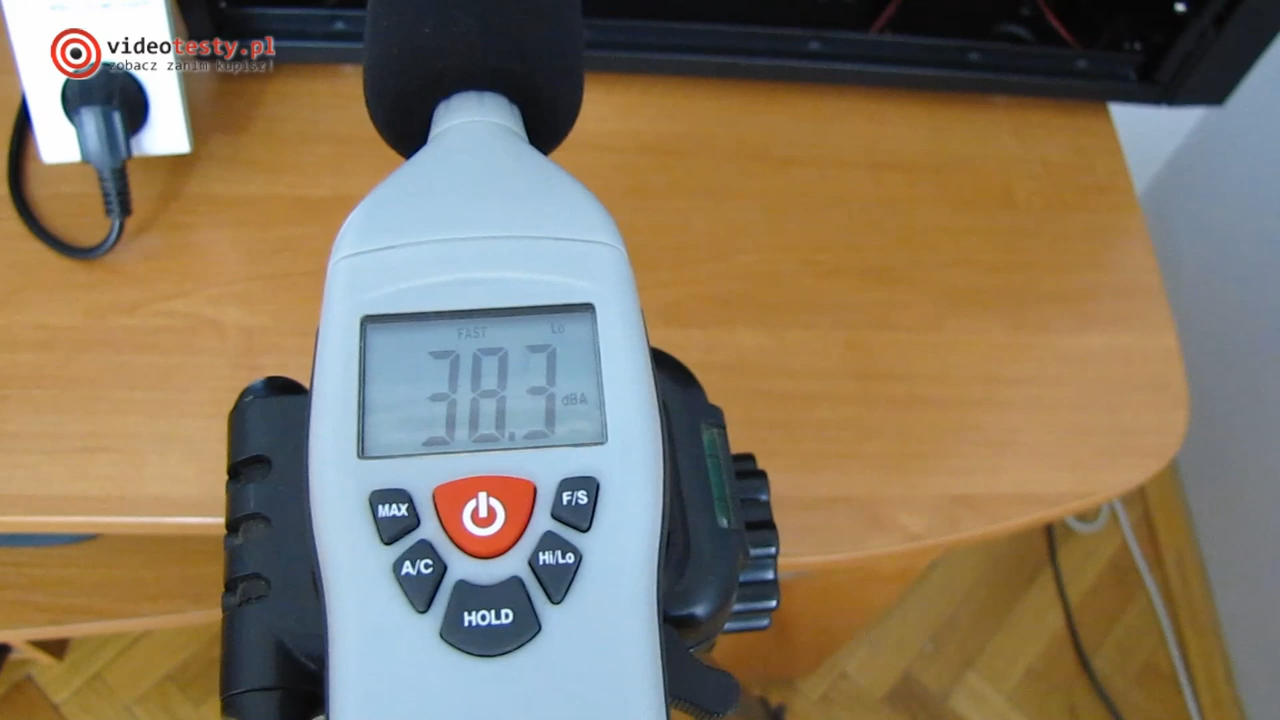 videotesty.pl
zobacz zanim kupisz!
FAST Lo
38.3 dBA
MAX F/S
A/C Hi/Lo
HOLD